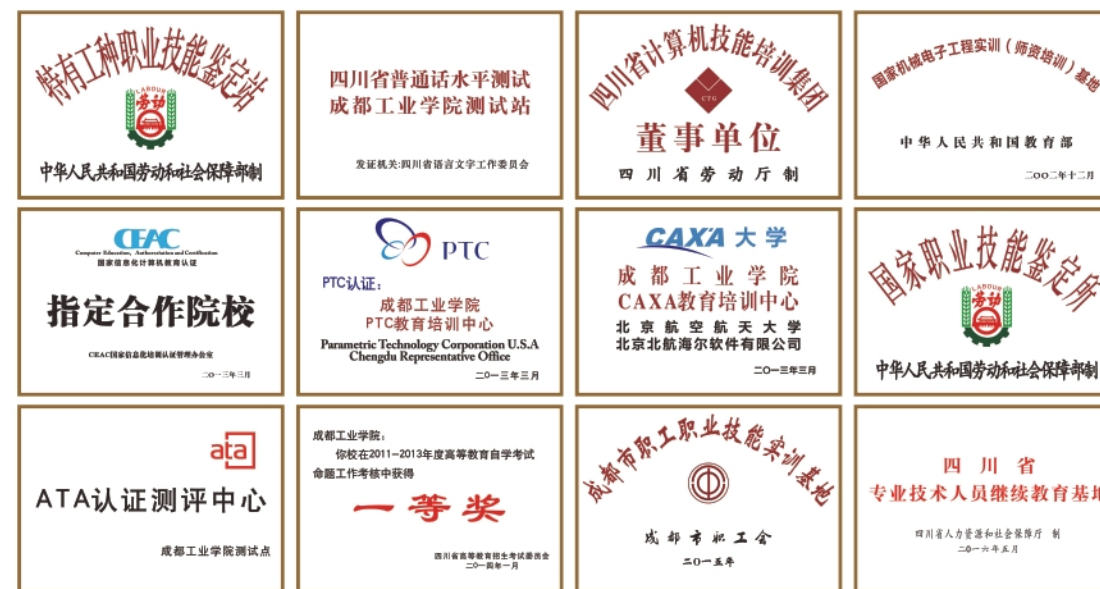 特有工种职业技能鉴定站
LABOUR
劳动
中华人民共和国劳动和社会保障部制
四川省普通话水平测试
成都工业学院测试站
发证机关:四川省语言文字工作委员会
四川省计算机技能培训集团
CTG
董事单位
四川省劳动厅制
国家机械电子工程实训(师资培训)基地
中华人民共和国教育部
二〇〇二年十二月
CEAC
Computer Education, Authorization and Certification
国家信息化计算机教育认证
指定合作院校
CEAC国家信息化培训认证管理办公室
二〇一三年三月
PTC
PTC认证:
成都工业学院
PTC教育培训中心
Parametric Technology Corporation U.S.A
Chengdu Representative Office
二〇一三年三月
CAXA大学
成都工业学院
CAXA教育培训中心
北京航空航天大学
北京北航海尔软件有限公司
二〇一三年三月
国家职业技能鉴定所
LABOUR
劳动
中华人民共和国劳动和社会保障部制
ata
ATA认证测评中心
成都工业学院测试点
成都工业学院:
你校在2011-2013年度高等教育自学考试
命题工作考核中获得
一等奖
四川省高等教育招生考试委员会
二〇一四年一月
成都市职工职业技能实训基地
成都市职工会
二〇一五年
四川省
专业技术人员继续教育基地
四川省人力资源和社会保障厅 制
二〇一六年五月